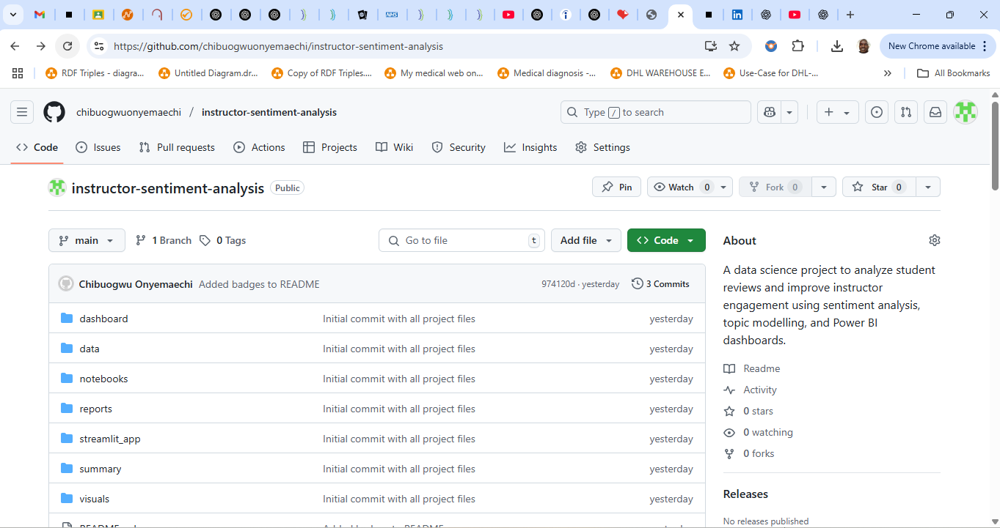 https://github.com/chibuogwuonyemaechi/instructor-sentiment-analysis
New Chrome available
RDF Triples - diagra...
Untitled Diagram.dr...
Copy of RDF Triples....
My medical web on...
Medical diagnosis -...
DHL WAREHOUSE E...
Use-Case for DHL-...
All Bookmarks
chibuogwuonyemaechi / instructor-sentiment-analysis
Type / to search
Code
Issues
Pull requests
Actions
Projects
Wiki
Security
Insights
Settings
instructor-sentiment-analysis Public
Pin
Watch 0
Fork 0
Star 0
main
1 Branch
0 Tags
Go to file t
Add file
Code
Chibuogwu Onyemaechi Added badges to README 974120d · yesterday 3 Commits
dashboard Initial commit with all project files yesterday
data Initial commit with all project files yesterday
notebooks Initial commit with all project files yesterday
reports Initial commit with all project files yesterday
streamlit_app Initial commit with all project files yesterday
summary Initial commit with all project files yesterday
visuals Initial commit with all project files yesterday
About
A data science project to analyze student
reviews and improve instructor
engagement using sentiment analysis,
topic modelling, and Power BI
dashboards.
Readme
Activity
0 stars
0 watching
0 forks
Releases
No releases published